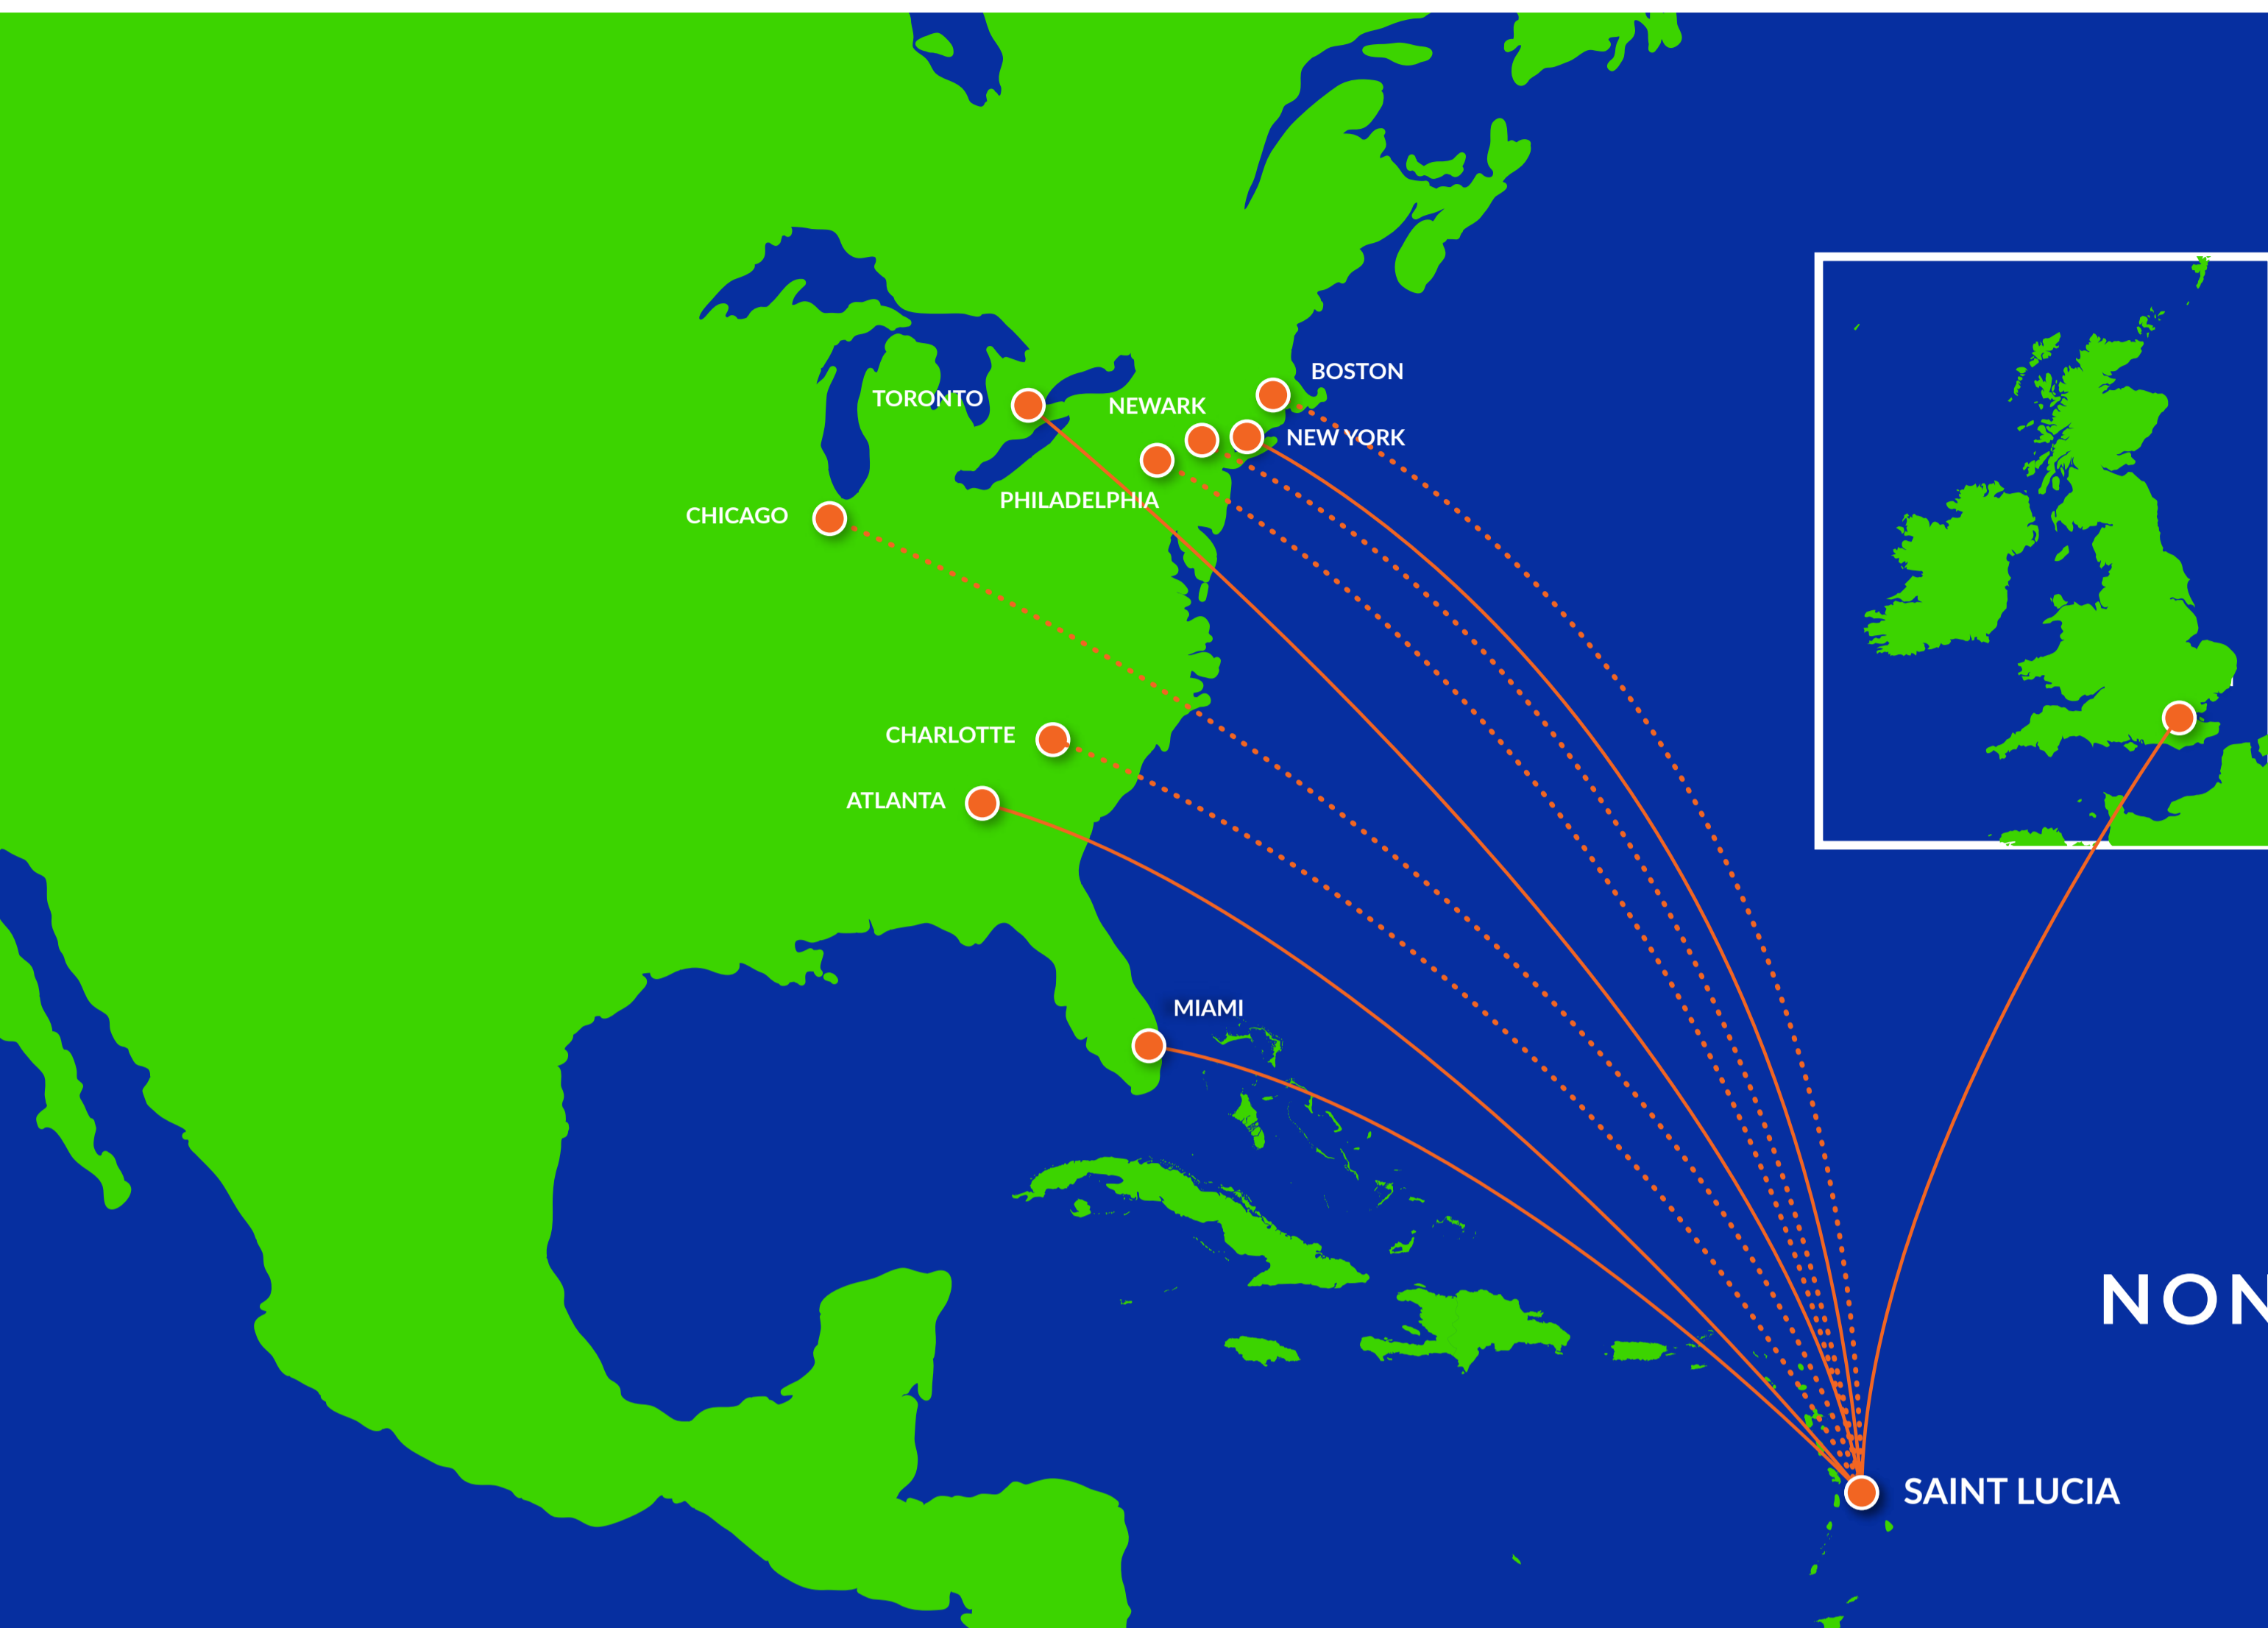 BOSTON
TORONTO
NEWARK
NEW YORK
PHILADELPHIA
CHICAGO
CHARLOTTE
ATLANTA
MIAMI
NON
SAINT LUCIA